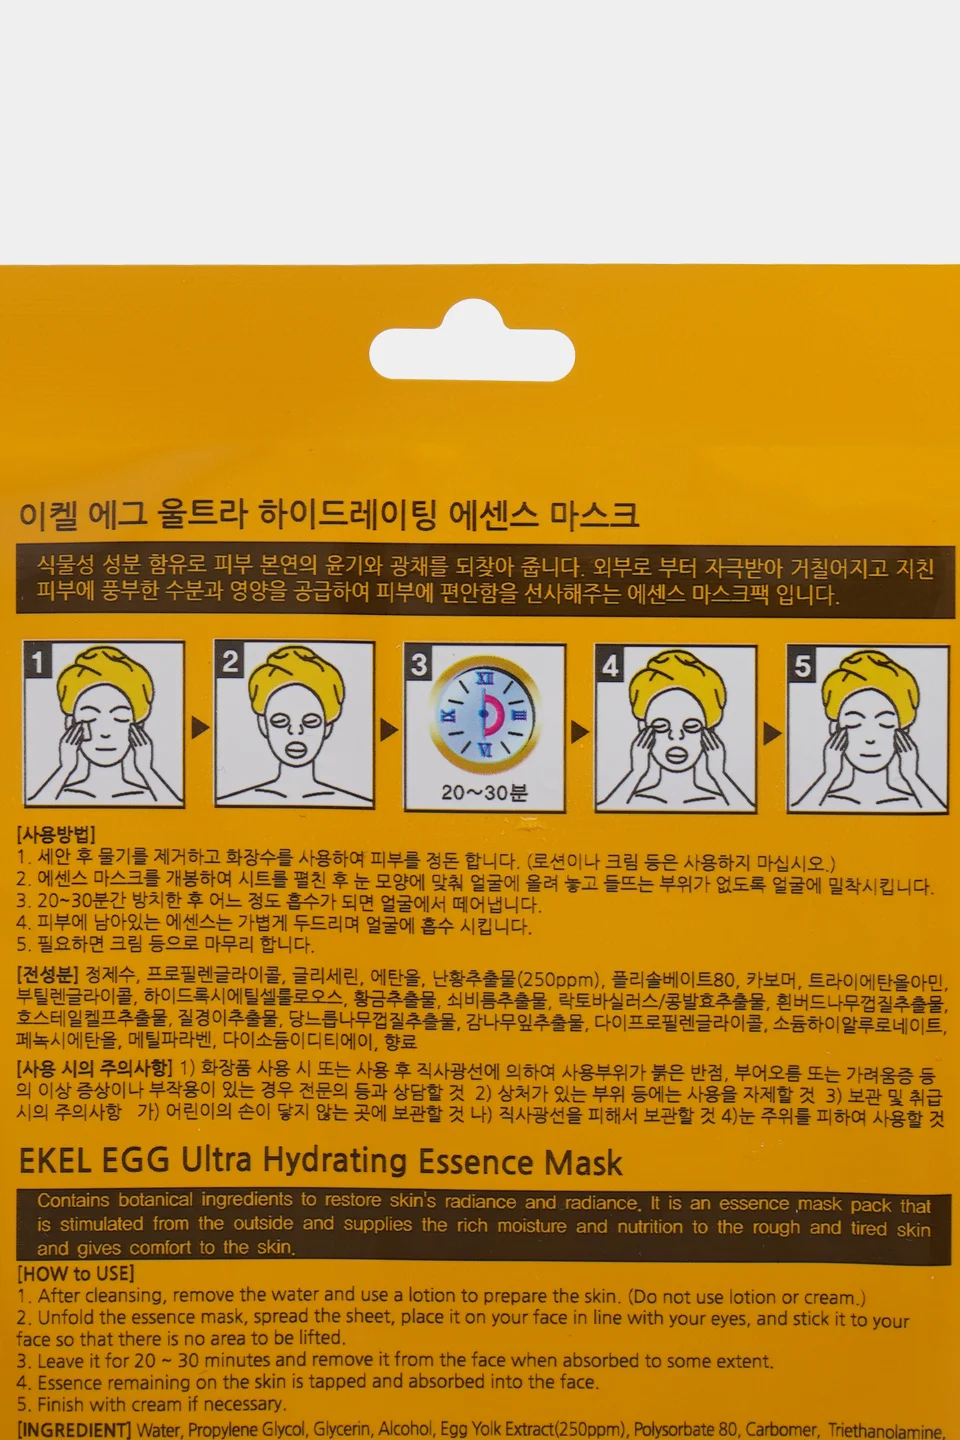 이켈 에그 울트라 하이드레이팅 에센스 마스크
식물성 성분 함유로 피부 본연의 윤기와 광채를 되찾아 줍니다. 외부로 부터 자극받아 거칠어지고 지친
피부에 풍부한 수분과 영양을 공급하여 피부에 편안함을 선사해주는 에센스 마스크팩 입니다.
1 2 3 4 5
XII
IX III
VI
20~30분
[사용방법]
1. 세안 후 물기를 제거하고 화장수를 사용하여 피부를 정돈 합니다. (로션이나 크림 등은 사용하지 마십시오.)
2. 에센스 마스크를 개봉하여 시트를 펼친 후 눈 모양에 맞춰 얼굴에 올려 놓고 들뜨는 부위가 없도록 얼굴에 밀착시킵니다.
3. 20~30분간 방치한 후 어느 정도 흡수가 되면 얼굴에서 떼어냅니다.
4. 피부에 남아있는 에센스는 가볍게 두드리며 얼굴에 흡수 시킵니다.
5. 필요하면 크림 등으로 마무리 합니다.
[전성분] 정제수, 프로필렌글라이콜, 글리세린, 에탄올, 난황추출물(250ppm), 폴리솔베이트80, 카보머, 트라이에탄올아민,
부틸렌글라이콜, 하이드록시에틸셀룰로오스, 황금추출물, 쇠비름추출물, 락토바실러스/콩발효추출물, 흰버드나무껍질추출물,
호스테일켈프추출물, 질경이추출물, 당느릅나무껍질추출물, 감나무잎추출물, 다이프로필렌글라이콜, 소듐하이알루로네이트,
페녹시에탄올, 메틸파라벤, 다이소듐이디티에이, 향료
[사용 시의 주의사항] 1) 화장품 사용 시 또는 사용 후 직사광선에 의하여 사용부위가 붉은 반점, 부어오름 또는 가려움증 등
의 이상 증상이나 부작용이 있는 경우 전문의 등과 상담할 것 2) 상처가 있는 부위 등에는 사용을 자제할 것 3) 보관 및 취급
시의 주의사항 가) 어린이의 손이 닿지 않는 곳에 보관할 것 나) 직사광선을 피해서 보관할 것 4)눈 주위를 피하여 사용할 것
EKEL EGG Ultra Hydrating Essence Mask
Contains botanical ingredients to restore skin's radiance and radiance. It is an essence mask pack that
is stimulated from the outside and supplies the rich moisture and nutrition to the rough and tired skin
and gives comfort to the skin.
[HOW to USE]
1. After cleansing, remove the water and use a lotion to prepare the skin. (Do not use lotion or cream.)
2. Unfold the essence mask, spread the sheet, place it on your face in line with your eyes, and stick it to your
face so that there is no area to be lifted.
3. Leave it for 20 ~ 30 minutes and remove it from the face when absorbed to some extent.
4. Essence remaining on the skin is tapped and absorbed into the face.
5. Finish with cream if necessary.
[INGREDIENT] Water, Propylene Glycol, Glycerin, Alcohol, Egg Yolk Extract(250ppm), Polysorbate 80, Carbomer, Triethanolamine,